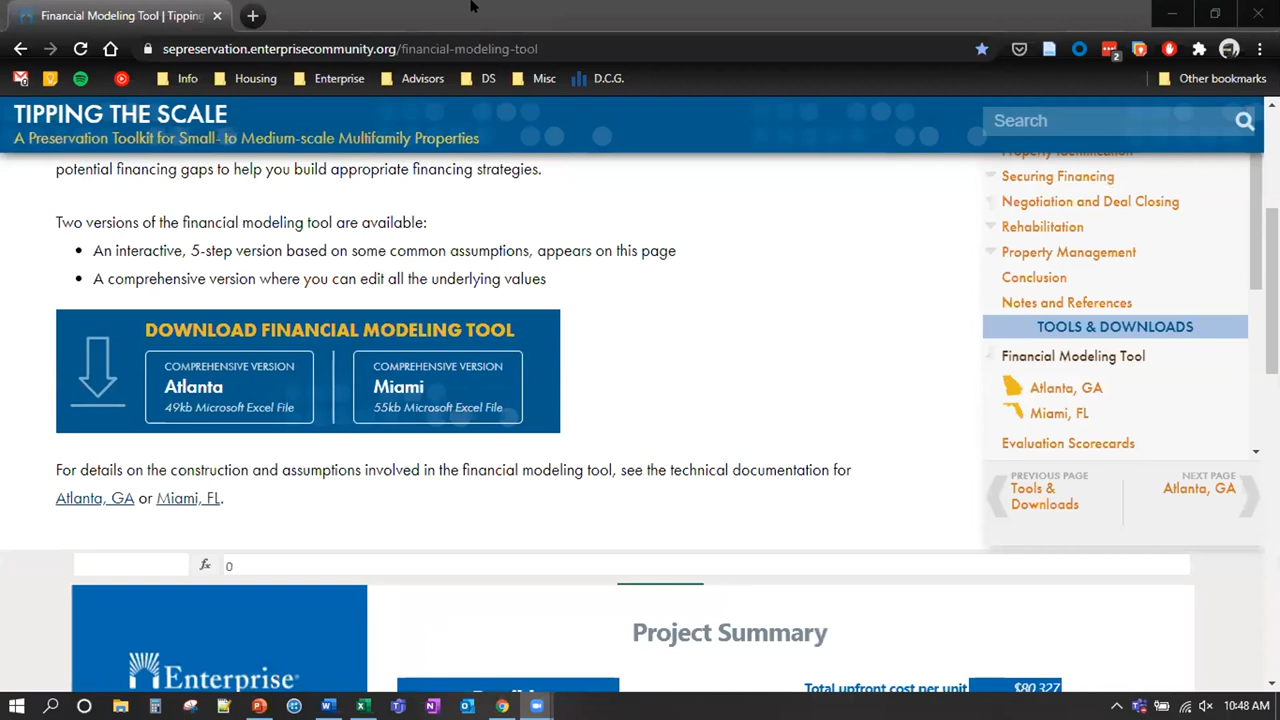 Financial Modeling Tool | Tipping
sepreservation.enterprisecommunity.org/financial-modeling-tool
2
Info
Housing
Enterprise
Advisors
DS
Misc
D.C.G.
Other bookmarks
TIPPING THE SCALE
A Preservation Toolkit for Small- to Medium-scale Multifamily Properties
Search
potential financing gaps to help you build appropriate financing strategies.
Two versions of the financial modeling tool are available:
• An interactive, 5-step version based on some common assumptions, appears on this page
• A comprehensive version where you can edit all the underlying values
DOWNLOAD FINANCIAL MODELING TOOL
COMPREHENSIVE VERSION
Atlanta
49kb Microsoft Excel File
COMPREHENSIVE VERSION
Miami
55kb Microsoft Excel File
For details on the construction and assumptions involved in the financial modeling tool, see the technical documentation for
Atlanta, GA or Miami, FL.
Property Identification
Securing Financing
Negotiation and Deal Closing
Rehabilitation
Property Management
Conclusion
Notes and References
TOOLS & DOWNLOADS
Financial Modeling Tool
Atlanta, GA
Miami, FL
Evaluation Scorecards
PREVIOUS PAGE
Tools &
Downloads
NEXT PAGE
Atlanta, GA
fx 0
Enterprise
Project Summary
Total upfront cost per unit $80,327
10:48 AM